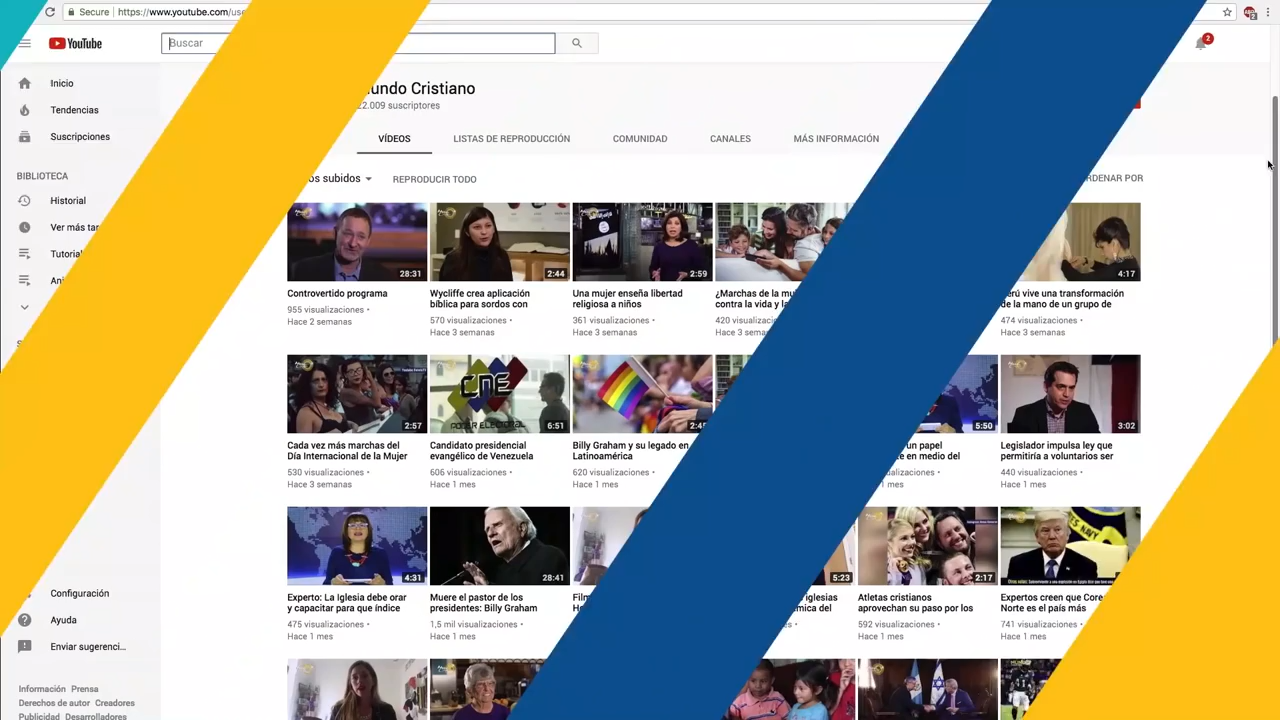 Secure
https://www.youtube.com/use
YouTube
Buscar
2
Inicio
Tendencias
Suscripciones
BIBLIOTECA
Historial
Ver más tar
Tutorial
Configuración
Ayuda
Enviar sugerenci...
Información Prensa
Derechos de autor Creadores
Publicidad Desarrolladores
undo Cristiano
22.009 suscriptores
VÍDEOS LISTAS DE REPRODUCCIÓN COMUNIDAD CANALES MÁS INFORMACIÓN
os subidos REPRODUCIR TODO RDENAR POR
28:31 2:44 2:59 4:17
Controvertido programa
955 visualizaciones •
Hace 2 semanas
Wycliffe crea aplicación
bíblica para sordos con
570 visualizaciones •
Hace 3 semanas
Una mujer enseña libertad
religiosa a niños
361 visualizaciones •
Hace 3 semanas
¿Marchas de la mu
contra la vida y la
420 visualizacio
Hace 3 sema
erú vive una transformación
de la mano de un grupo de
474 visualizaciones •
Hace 3 semanas
2:57 6:51 5:50 3:02
CNE
PODER ELECTORAL
Cada vez más marchas del
Día Internacional de la Mujer
530 visualizaciones •
Hace 3 semanas
Candidato presidencial
evangélico de Venezuela
606 visualizaciones •
Hace 1 mes
Billy Graham y su legado en
Latinoamérica
620 visualizaciones •
Hace 1 mes
un papel
te en medio del
iones •
1 mes
Legislador impulsa ley que
permitiría a voluntarios ser
440 visualizaciones •
Hace 1 mes
4:31 28:41 5:23 2:17
Experto: La Iglesia debe orar
y capacitar para que índice
475 visualizaciones •
Hace 1 mes
Muere el pastor de los
presidentes: Billy Graham
1,5 mil visualizaciones •
Hace 1 mes
Film
iglesias
mica del
Atletas cristianos
aprovechan su paso por los
592 visualizaciones •
Hace 1 mes
Expertos creen que Core
Norte es el país más
741 visualizaciones •
Hace 1 mes